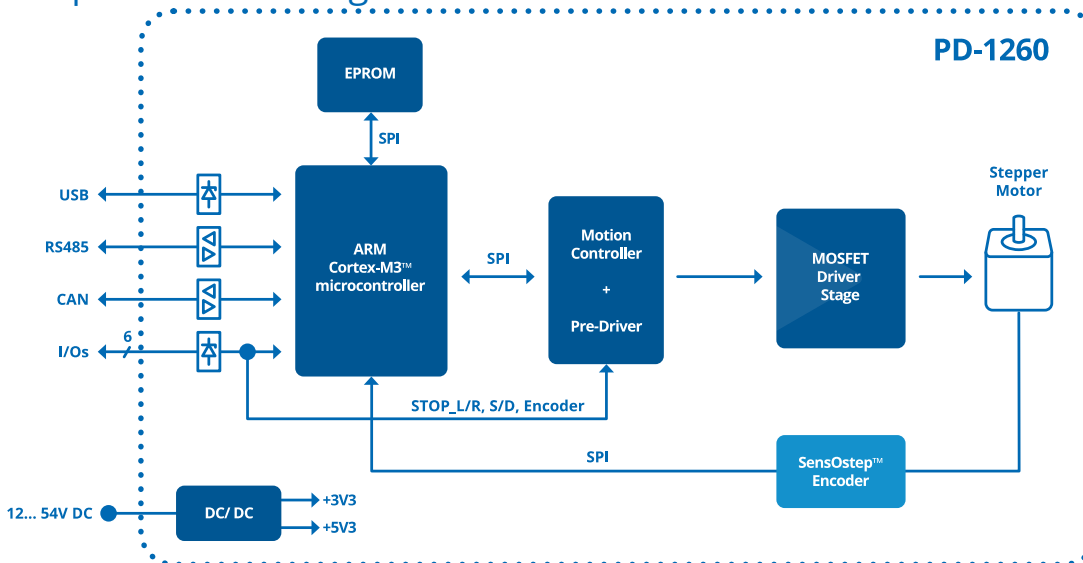 PD-1260
EPROM
SPI
USB
RS485
CAN
6
I/Os
ARM
Cortex-M3™
microcontroller
SPI
Motion
Controller
+
Pre-Driver
MOSFET
Driver
Stage
Stepper
Motor
STOP_L/R, S/D, Encoder
SPI
SensOstep™
Encoder
12... 54V DC
DC/ DC
+3V3
+5V3